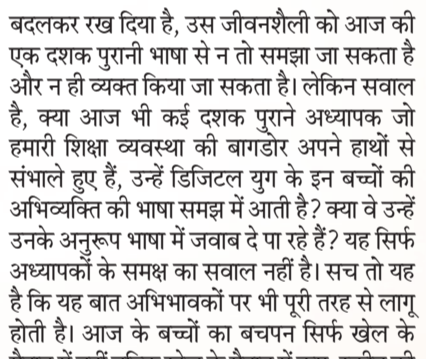 बदलकर रख दिया है, उस जीवनशैली को आज की
एक दशक पुरानी भाषा से न तो समझा जा सकता है
और न ही व्यक्त किया जा सकता है। लेकिन सवाल
है, क्या आज भी कई दशक पुराने अध्यापक जो
हमारी शिक्षा व्यवस्था की बागडोर अपने हाथों से
संभाले हुए हैं, उन्हें डिजिटल युग के इन बच्चों की
अभिव्यक्ति की भाषा समझ में आती है? क्या वे उन्हें
उनके अनुरूप भाषा में जवाब दे पा रहे हैं? यह सिर्फ
अध्यापकों के समक्ष का सवाल नहीं है। सच तो यह
है कि यह बात अभिभावकों पर भी पूरी तरह से लागू
होती है। आज के बच्चों का बचपन सिर्फ खेल के